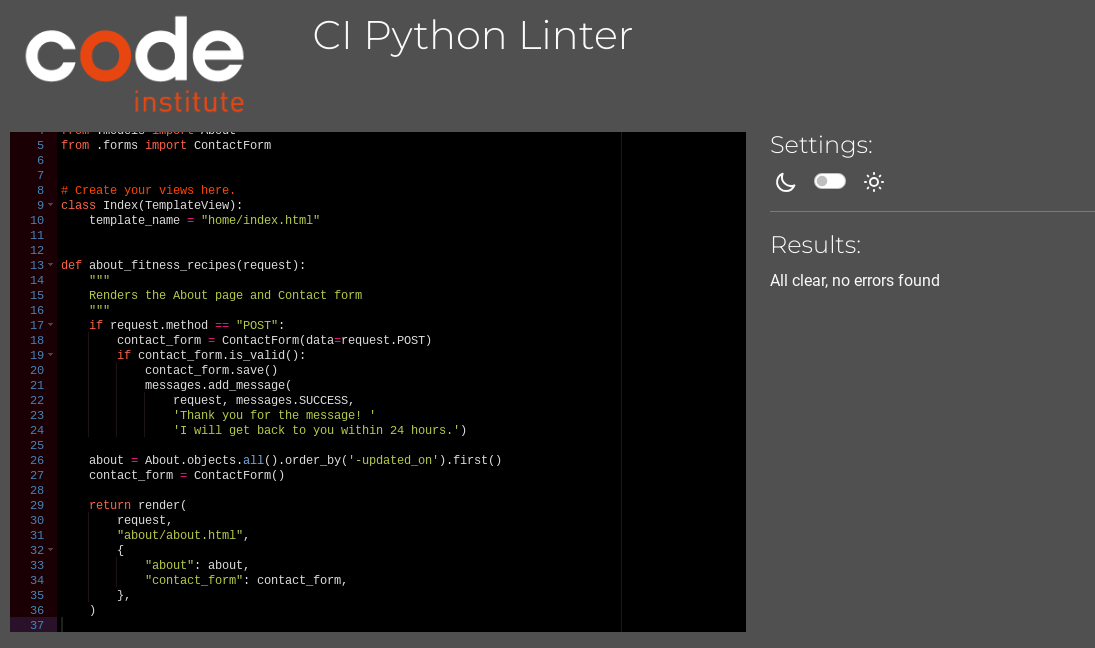 code
institute
CI Python Linter
4 from .models import About
5 from .forms import ContactForm
6
7
8 # Create your views here.
9 class Index(TemplateView):
10     template_name = "home/index.html"
11
12
13 def about_fitness_recipes(request):
14     """
15     Renders the About page and Contact form
16     """
17     if request.method == "POST":
18         contact_form = ContactForm(data=request.POST)
19         if contact_form.is_valid():
20             contact_form.save()
21             messages.add_message(
22                 request, messages.SUCCESS,
23                 'Thank you for the message! '
24                 'I will get back to you within 24 hours.')
25
26     about = About.objects.all().order_by('-updated_on').first()
27     contact_form = ContactForm()
28
29     return render(
30         request,
31         "about/about.html",
32         {
33             "about": about,
34             "contact_form": contact_form,
35         },
36     )
37
Settings:
Results:
All clear, no errors found